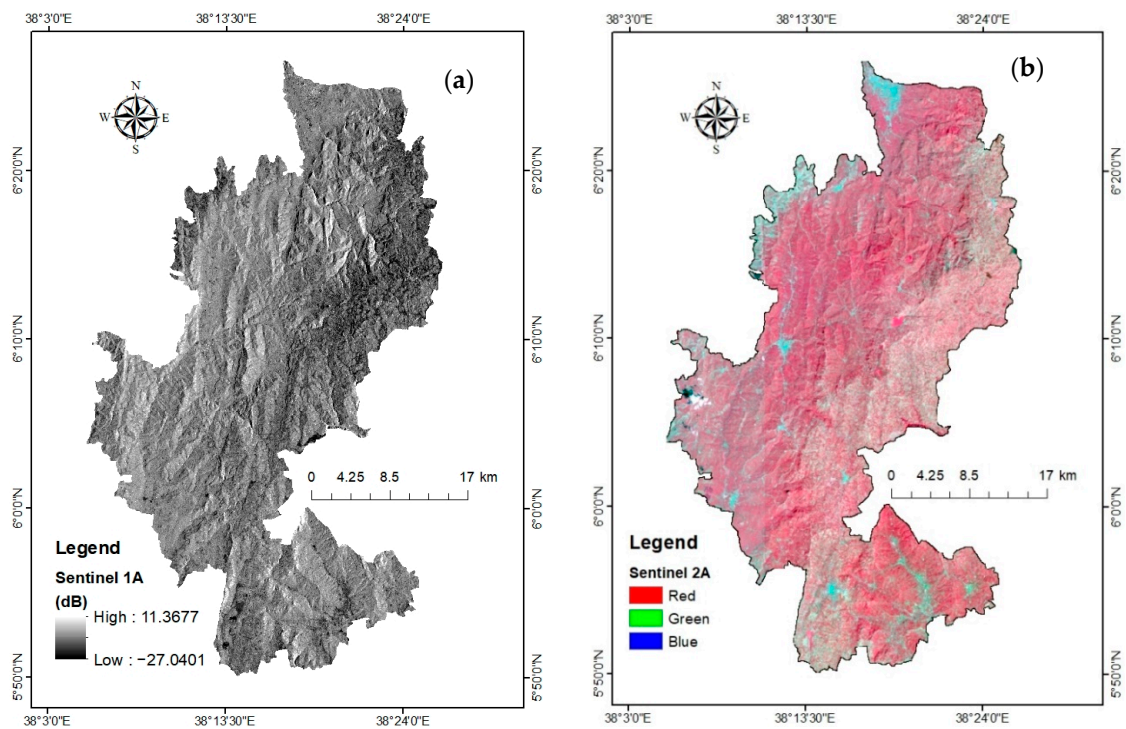 38°3'0"E 38°13'30"E 38°24'0"E
(a)
N
W E
S
6°20'0"N 6°20'0"N
6°10'0"N 6°10'0"N
0 4.25 8.5 17 km
6°0'0"N 6°0'0"N
Legend
Sentinel 1A
(dB)
High : 11.3677
Low : −27.0401
5°50'0"N
38°3'0"E 38°13'30"E 38°24'0"E
38°3'0"E 38°13'30"E 38°24'0"E
(b)
N
W E
S
6°20'0"N 6°20'0"N
6°10'0"N 6°10'0"N
0 4.25 8.5 17 km
6°0'0"N 6°0'0"N
Legend
Sentinel 2A
Red
Green
Blue
5°50'0"N 5°50'0"N
38°3'0"E 38°13'30"E 38°24'0"E